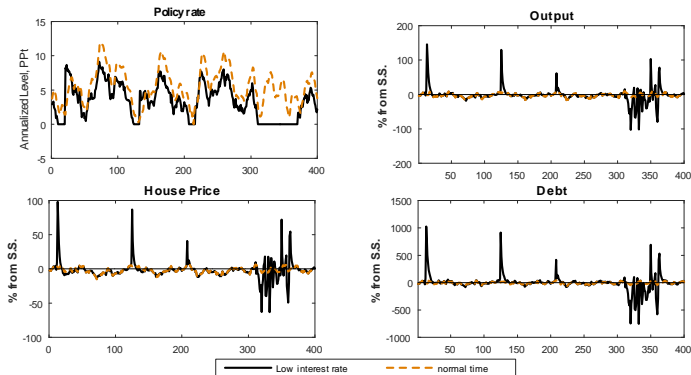 Policy rate
Annualized Level, PPt
15
10
5
0
-5
0 100 200 300 400
Output
% from S.S.
200
100
0
-100
-200
50 100 150 200 250 300 350 400
House Price
% from S.S.
100
50
0
-50
-100
0 100 200 300 400
Debt
% from S.S.
1500
1000
500
0
-500
-1000
50 100 150 200 250 300 350 400
Low interest rate normal time